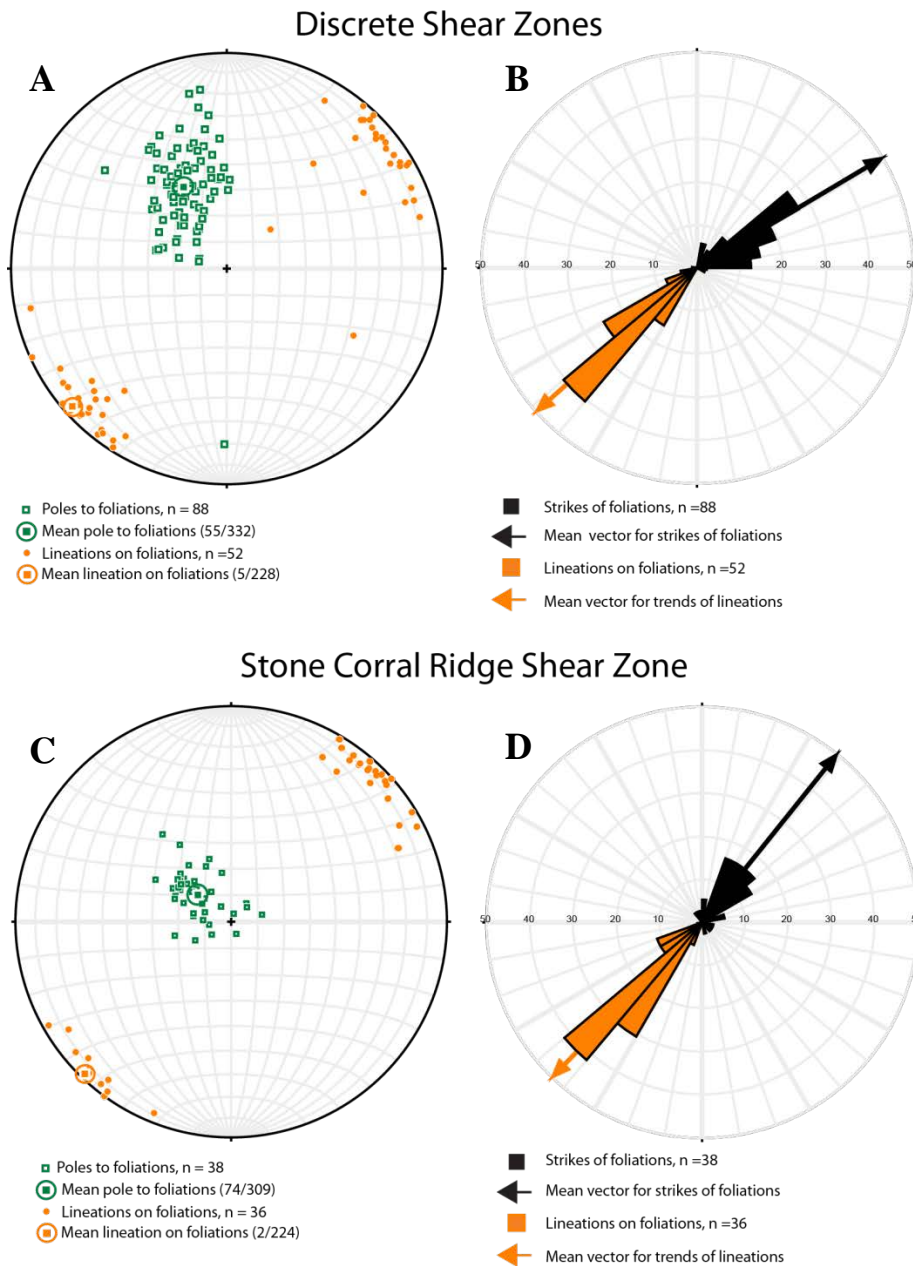 Discrete Shear Zones
A
B
50 30 10 10 20 30 40 50
Poles to foliations, n = 88
Mean pole to foliations (55/332)
Lineations on foliations, n =52
Mean lineation on foliations (5/228)
Strikes of foliations, n =88
Mean vector for strikes of foliations
Lineations on foliations, n =52
Mean vector for trends of lineations
Stone Corral Ridge Shear Zone
C
D
50 40 30 20 10 10 20 30 40 50
Poles to foliations, n = 38
Mean pole to foliations (74/309)
Lineations on foliations, n = 36
Mean lineation on foliations (2/224)
Strikes of foliations, n =38
Mean vector for strikes of foliations
Lineations on foliations, n =36
Mean vector for trends of lineations